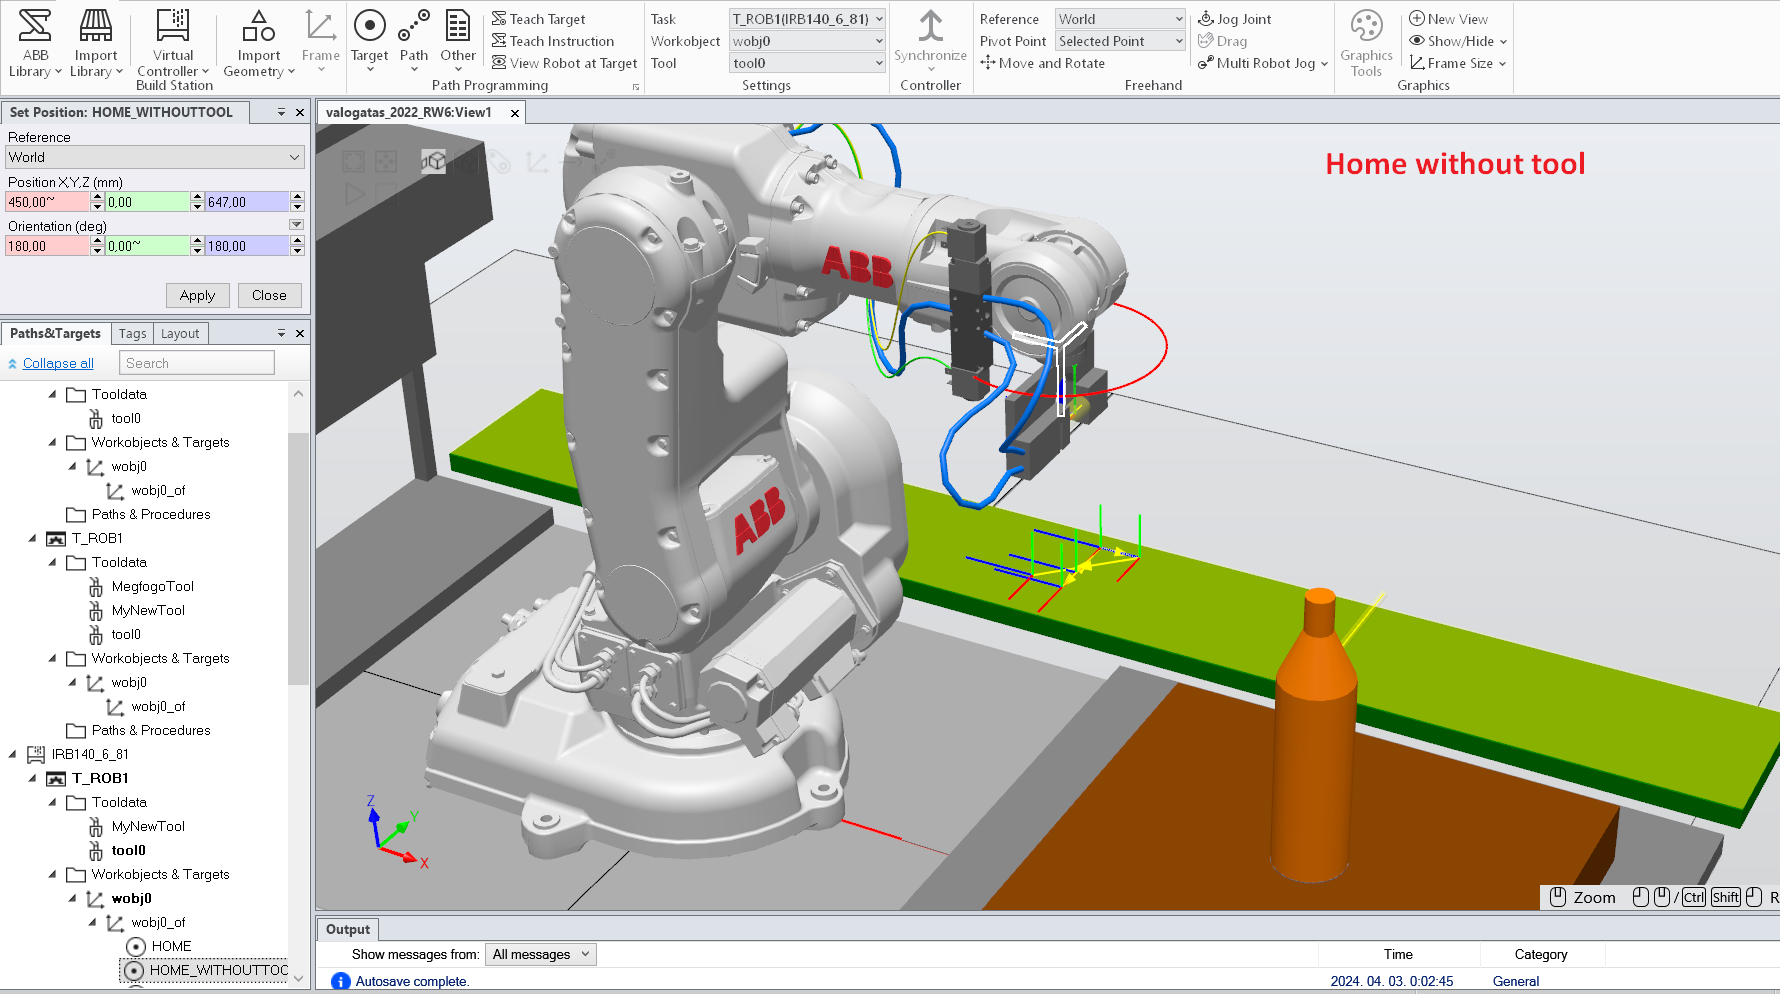 ABB Library
Import Library
Virtual Controller
Import Geometry
Frame
Build Station
Target
Path
Other
Teach Target
Teach Instruction
View Robot at Target
Path Programming
Task T_ROB1(IRB140_6_81)
Workobject wobj0
Tool tool0
Settings
Synchronize
Controller
Reference World
Pivot Point Selected Point
Move and Rotate
Jog Joint
Drag
Multi Robot Jog
Freehand
Graphics Tools
New View
Show/Hide
Frame Size
Graphics
Set Position: HOME_WITHOUTTOOL
Reference
World
Position X,Y,Z (mm)
450,00~ 0,00 647,00
Orientation (deg)
180,00 0,00~ 180,00
Apply Close
Paths&Targets Tags Layout
Collapse all Search
Tooldata
tool0
Workobjects & Targets
wobj0
wobj0_of
Paths & Procedures
T_ROB1
Tooldata
MegfogoTool
MyNewTool
tool0
Workobjects & Targets
wobj0
wobj0_of
Paths & Procedures
IRB140_6_81
T_ROB1
Tooldata
MyNewTool
tool0
Workobjects & Targets
wobj0
wobj0_of
HOME
HOME_WITHOUTTOO
valogatas_2022_RW6:View1
Home without tool
ABB
ABB
Z
Y
X
Y
Zoom / Ctrl Shift R
Output
Show messages from: All messages Time Category
Autosave complete. 2024. 04. 03. 0:02:45 General